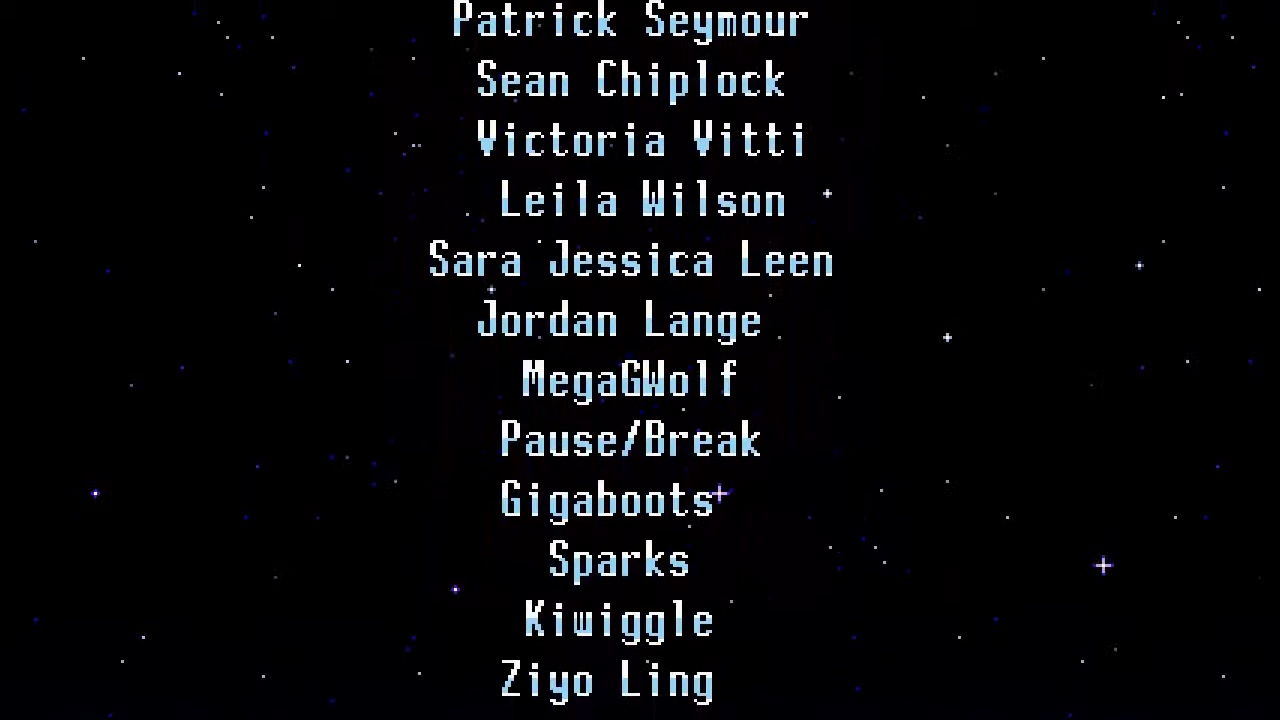 Patrick Seymour
Sean Chiplock
Victoria Vitti
Leila Wilson
Sara Jessica Leen
Jordan Lange
MegaGWolf
Pause/Break
Gigaboots
Sparks
Kiwiggle
Ziyo Ling